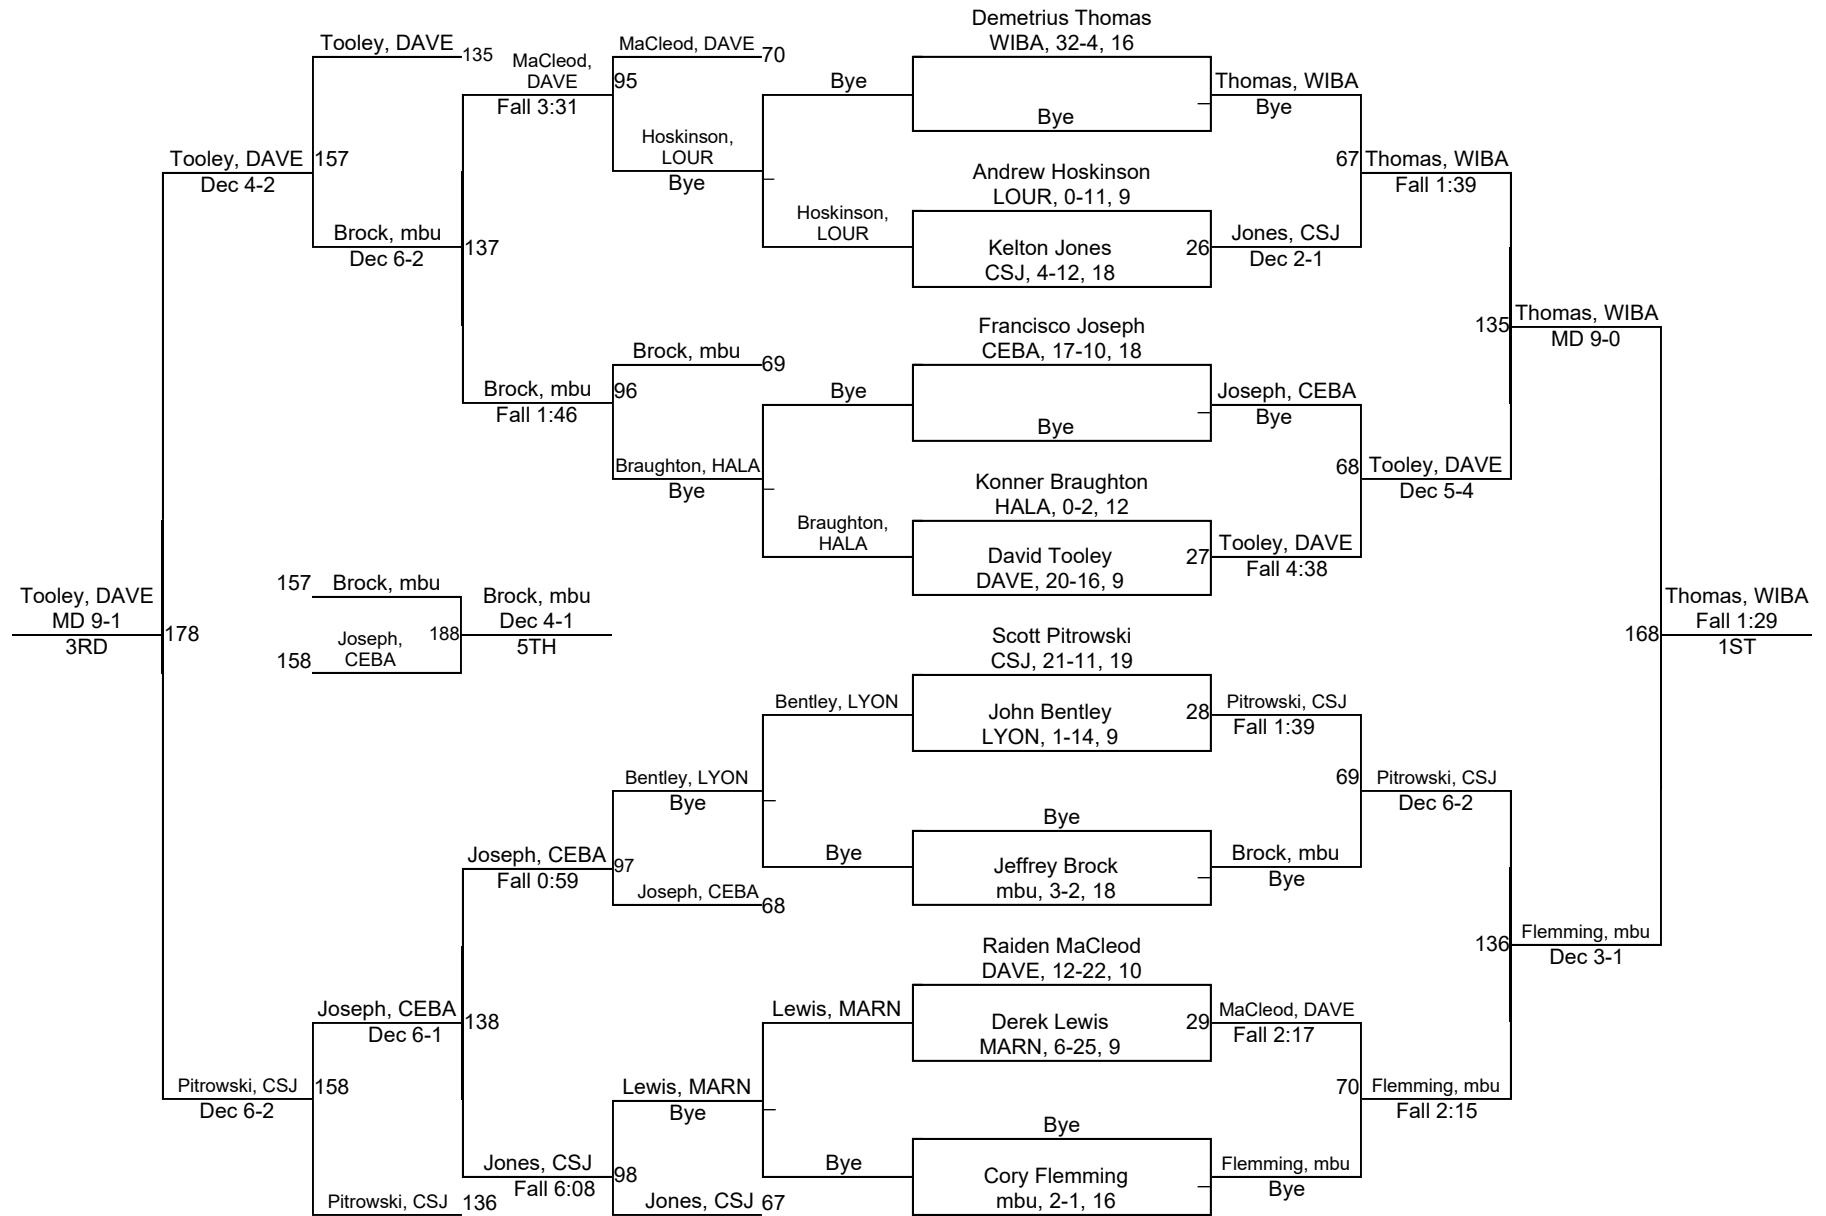 Demetrius Thomas
WIBA, 32-4, 16
Tooley, DAVE
135
MaCleod,
DAVE
Fall 3:31
MaCleod, DAVE
70
95
Bye
Bye
Thomas, WIBA
Bye
Hoskinson,
LOUR
Bye
Tooley, DAVE
Dec 4-2
157
Andrew Hoskinson
LOUR, 0-11, 9
67
Thomas, WIBA
Fall 1:39
Hoskinson,
LOUR
Kelton Jones
CSJ, 4-12, 18
26
Jones, CSJ
Dec 2-1
Brock, mbu
Dec 6-2
137
Francisco Joseph
CEBA, 17-10, 18
135
Thomas, WIBA
MD 9-0
Brock, mbu
69
Brock, mbu
Fall 1:46
96
Bye
Bye
Joseph, CEBA
Bye
Braughton, HALA
Bye
Konner Braughton
HALA, 0-2, 12
68
Tooley, DAVE
Dec 5-4
Braughton,
HALA
David Tooley
DAVE, 20-16, 9
27
Tooley, DAVE
Fall 4:38
Tooley, DAVE
MD 9-1
3RD
178
157
Brock, mbu
158
Joseph,
CEBA
188
Brock, mbu
Dec 4-1
5TH
Scott Pitrowski
CSJ, 21-11, 19
168
Thomas, WIBA
Fall 1:29
1ST
Bentley, LYON
John Bentley
LYON, 1-14, 9
28
Pitrowski, CSJ
Fall 1:39
Bentley, LYON
Bye
69
Pitrowski, CSJ
Dec 6-2
Bye
Joseph, CEBA
Fall 0:59
97
Bye
Jeffrey Brock
mbu, 3-2, 18
Brock, mbu
Bye
Joseph, CEBA
68
Raiden MaCleod
DAVE, 12-22, 10
136
Flemming, mbu
Dec 3-1
Joseph, CEBA
Dec 6-1
138
Lewis, MARN
Derek Lewis
MARN, 6-25, 9
29
MaCleod, DAVE
Fall 2:17
Pitrowski, CSJ
Dec 6-2
158
Lewis, MARN
Bye
70
Flemming, mbu
Fall 2:15
Bye
Jones, CSJ
Fall 6:08
98
Bye
Cory Flemming
mbu, 2-1, 16
Flemming, mbu
Bye
Pitrowski, CSJ
136
Jones, CSJ
67